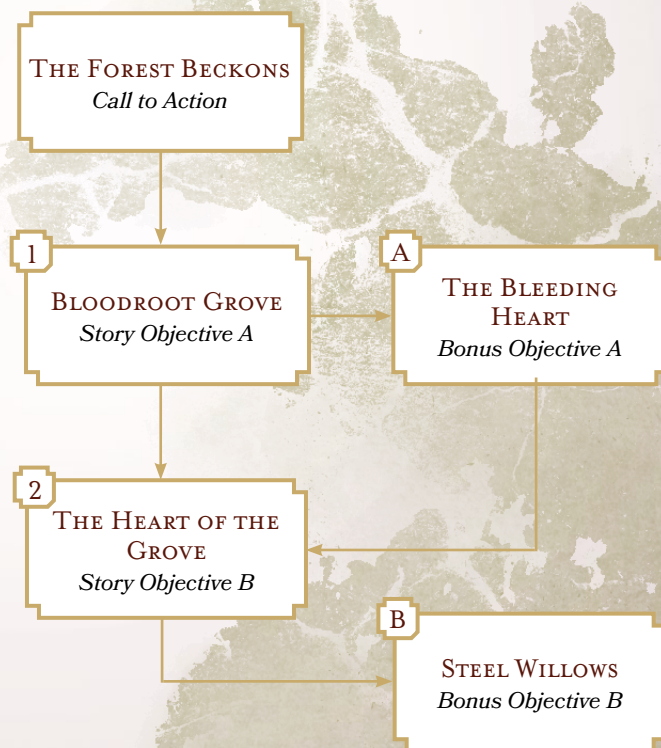 The Forest Beckons
Call to Action
1
Bloodroot Grove
Story Objective A
A
The Bleeding
Heart
Bonus Objective A
2
The Heart of the
Grove
Story Objective B
B
Steel Willows
Bonus Objective B